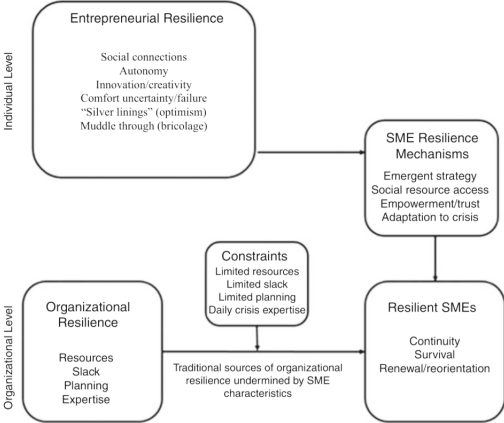 Individual Level
Entrepreneurial Resilience
Social connections
Autonomy
Innovation/creativity
Comfort uncertainty/failure
“Silver linings” (optimism)
Muddle through (bricolage)
SME Resilience
Mechanisms
Emergent strategy
Social resource access
Empowerment/trust
Adaptation to crisis
Constraints
Limited resources
Limited slack
Limited planning
Daily crisis expertise
Organizational Level
Organizational
Resilience
Resources
Slack
Planning
Expertise
Traditional sources of organizational
resilience undermined by SME
characteristics
Resilient SMEs
Continuity
Survival
Renewal/reorientation